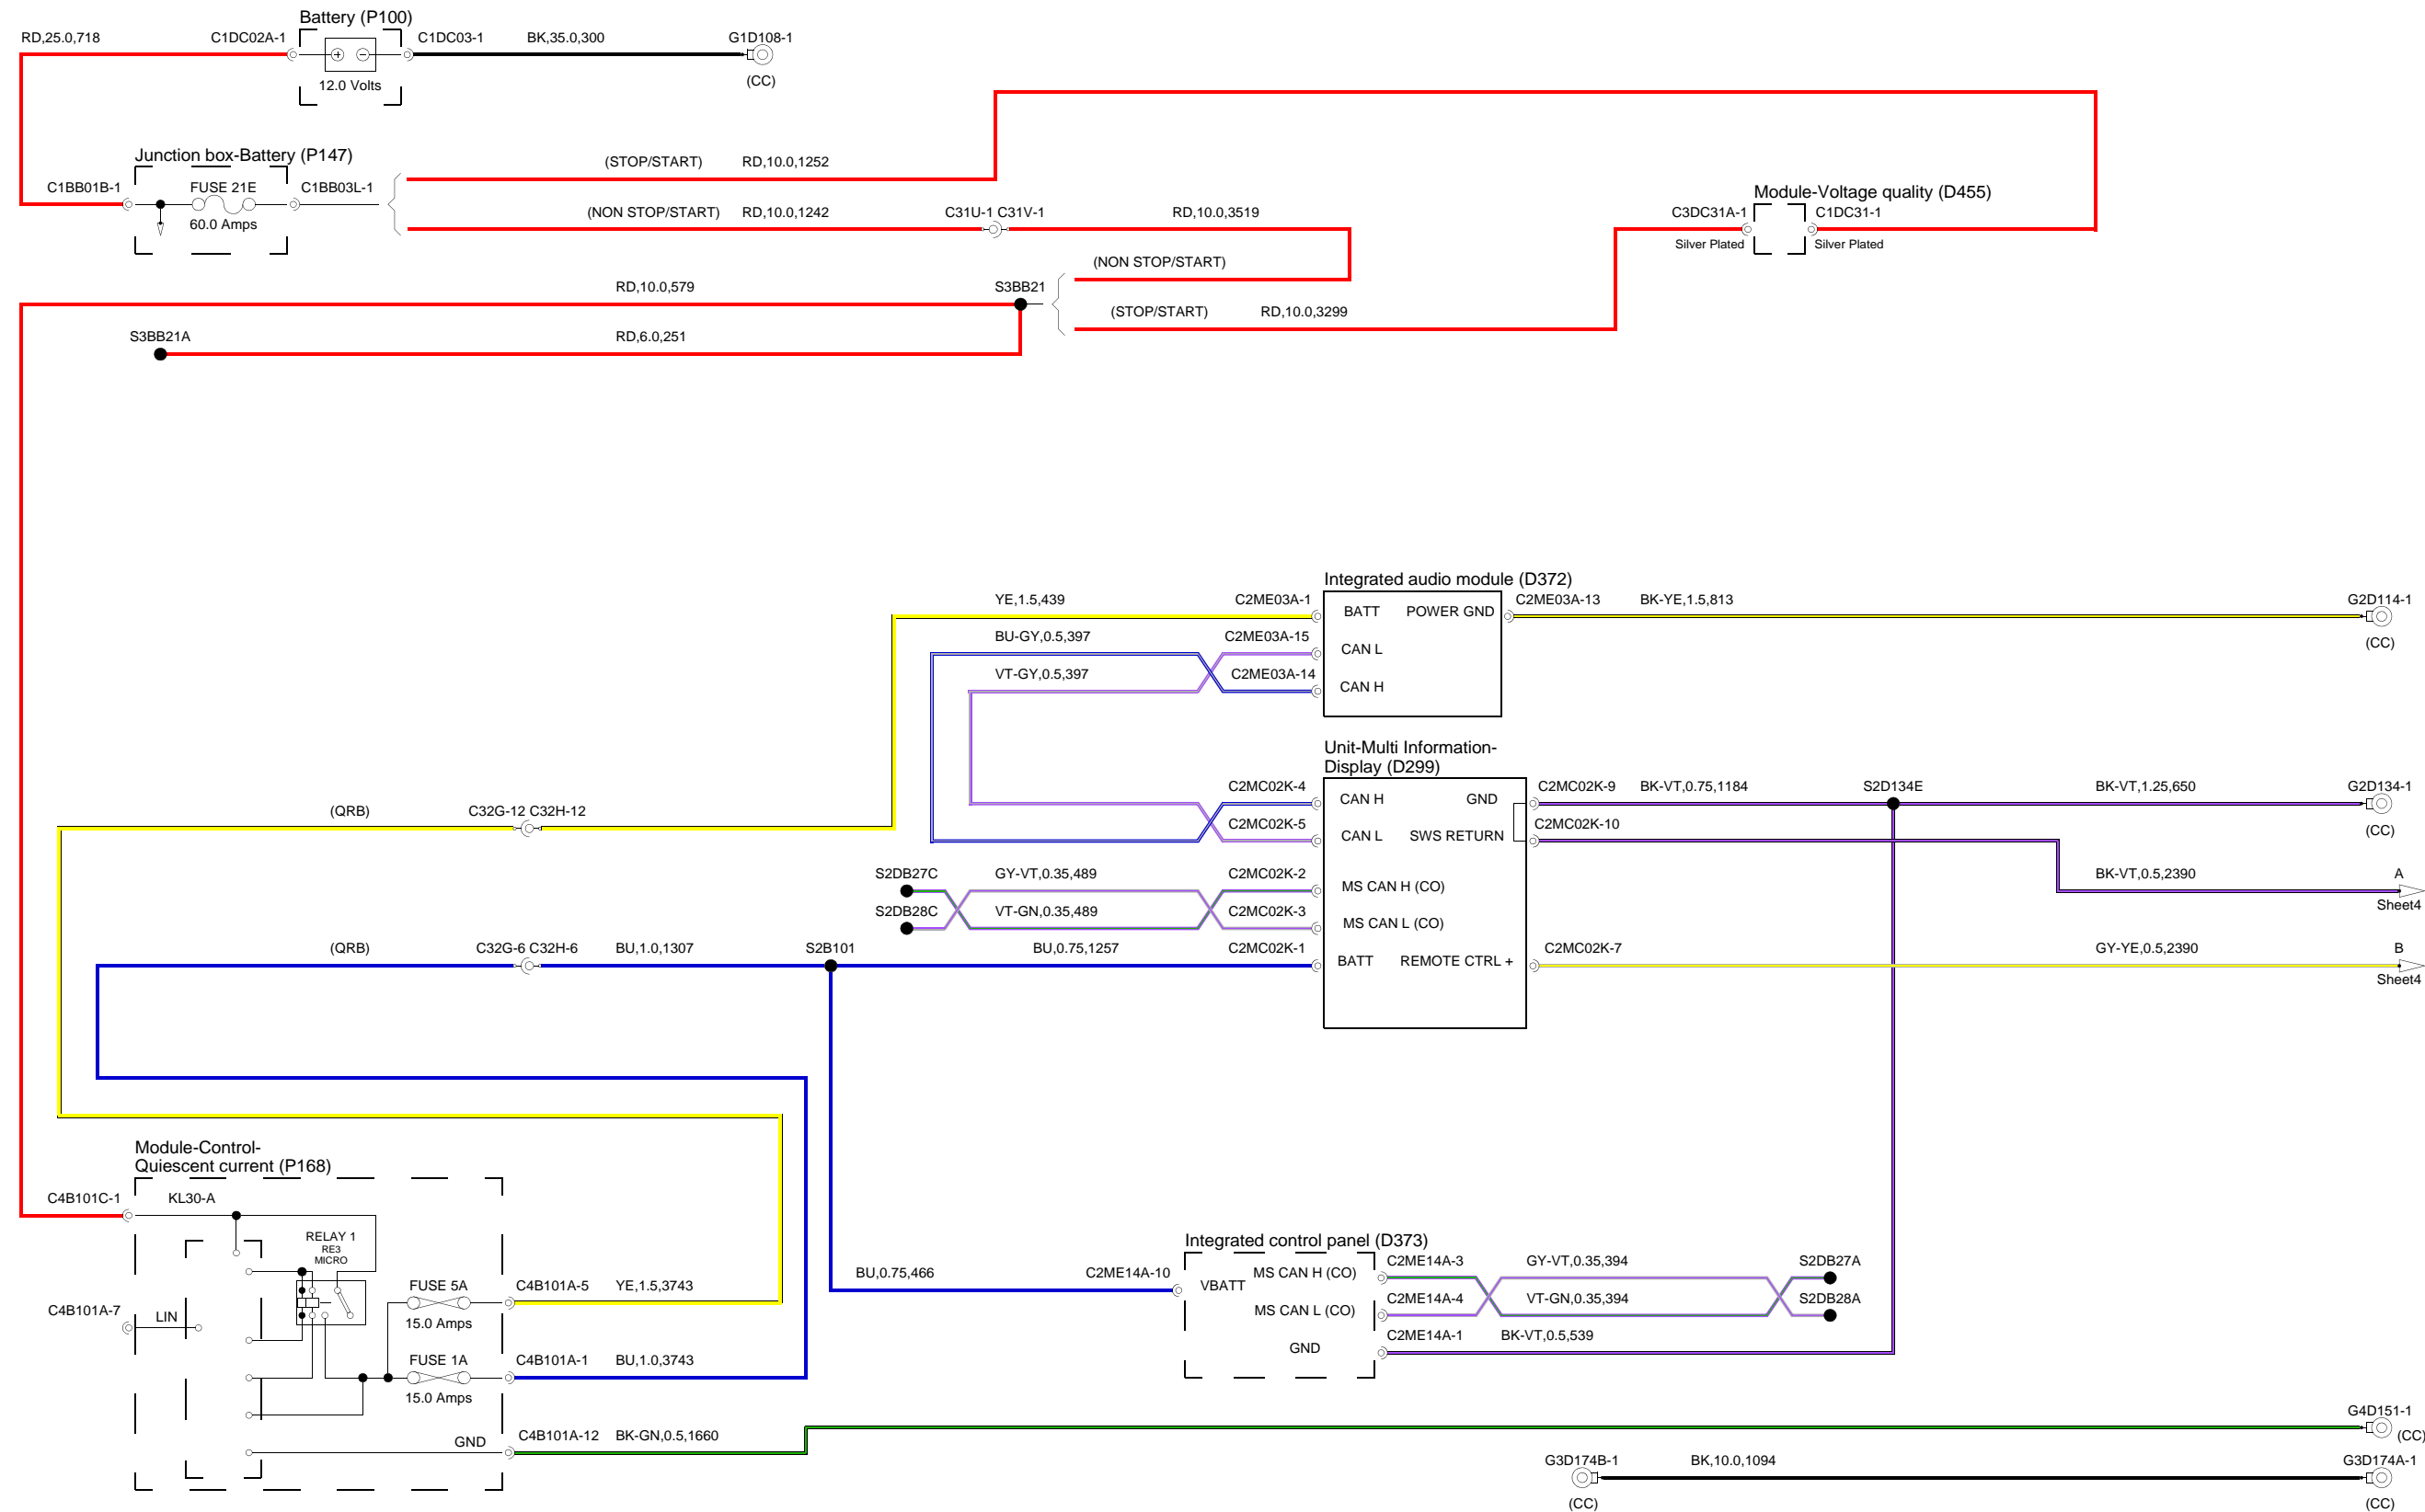 Battery (P100)
RD,25.0,718
C1DC02A-1
C1DC03-1
BK,35.0,300
G1D108-1
12.0 Volts
(CC)
Junction box-Battery (P147)
(STOP/START)
RD,10.0,1252
C1BB01B-1
FUSE 21E
C1BB03L-1
60.0 Amps
(NON STOP/START)
RD,10.0,1242
C31U-1 C31V-1
RD,10.0,3519
Module-Voltage quality (D455)
C3DC31A-1
C1DC31-1
Silver Plated
Silver Plated
(NON STOP/START)
RD,10.0,579
S3BB21
(STOP/START)
RD,10.0,3299
S3BB21A
RD,6.0,251
Integrated audio module (D372)
YE,1.5,439
C2ME03A-1
BATT
POWER GND
C2ME03A-13
BK-YE,1.5,813
G2D114-1
(CC)
BU-GY,0.5,397
C2ME03A-15
CAN L
VT-GY,0.5,397
C2ME03A-14
CAN H
Unit-Multi Information-
Display (D299)
C2MC02K-4
CAN H
GND
C2MC02K-9
BK-VT,0.75,1184
S2D134E
BK-VT,1.25,650
G2D134-1
(CC)
(QRB)
C32G-12 C32H-12
C2MC02K-5
CAN L
SWS RETURN
C2MC02K-10
S2DB27C
GY-VT,0.35,489
C2MC02K-2
MS CAN H (CO)
BK-VT,0.5,2390
A
Sheet4
S2DB28C
VT-GN,0.35,489
C2MC02K-3
MS CAN L (CO)
(QRB)
C32G-6 C32H-6
BU,1.0,1307
S2B101
BU,0.75,1257
C2MC02K-1
BATT
REMOTE CTRL +
C2MC02K-7
GY-YE,0.5,2390
B
Sheet4
Module-Control-
Quiescent current (P168)
C4B101C-1
KL30-A
RELAY 1
RE3
MICRO
FUSE 5A
C4B101A-5
YE,1.5,3743
15.0 Amps
C4B101A-7
LIN
FUSE 1A
C4B101A-1
BU,1.0,3743
15.0 Amps
GND
C4B101A-12
BK-GN,0.5,1660
Integrated control panel (D373)
BU,0.75,466
C2ME14A-10
VBATT
MS CAN H (CO)
C2ME14A-3
GY-VT,0.35,394
S2DB27A
MS CAN L (CO)
C2ME14A-4
VT-GN,0.35,394
S2DB28A
GND
C2ME14A-1
BK-VT,0.5,539
G4D151-1
(CC)
G3D174B-1
BK,10.0,1094
G3D174A-1
(CC)
(CC)